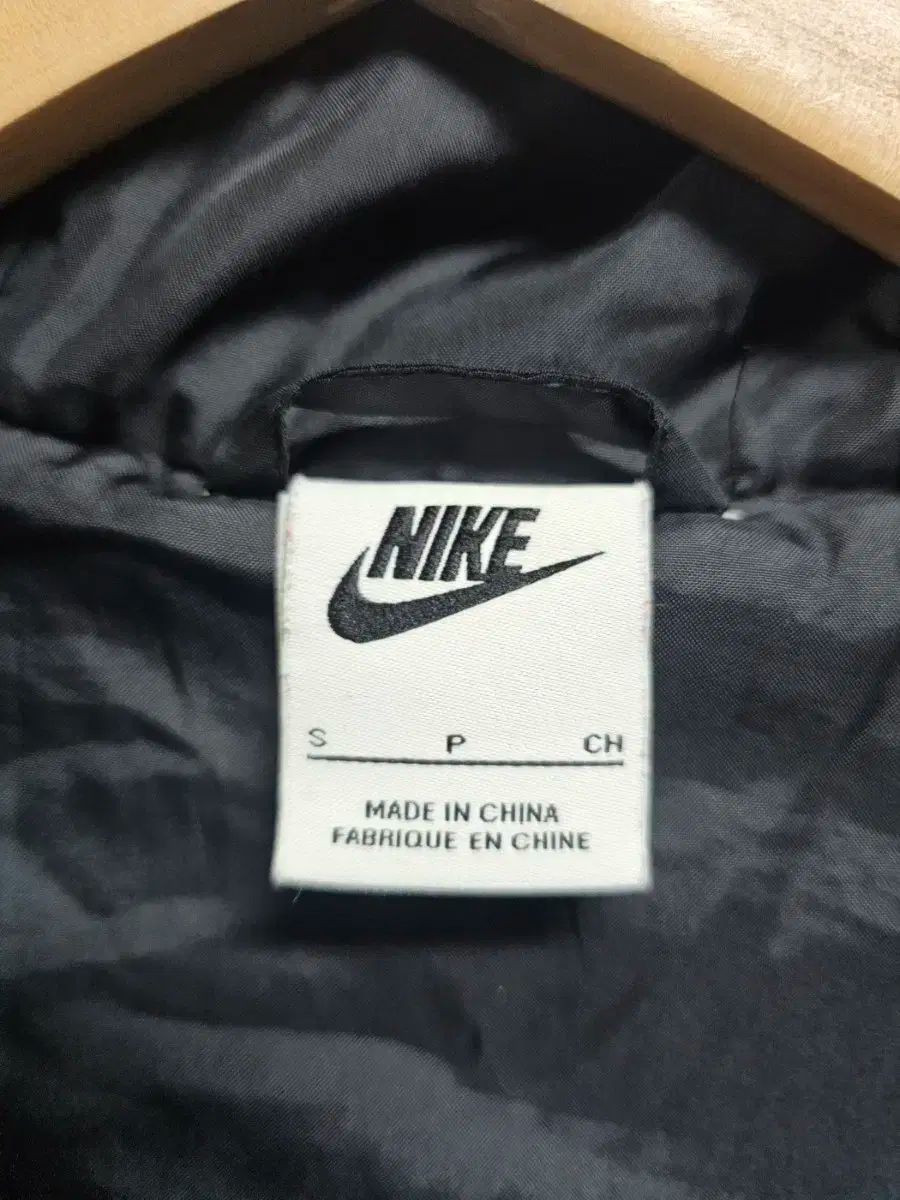 NIKE
S P CH
MADE IN CHINA
FABRIQUE EN CHINE